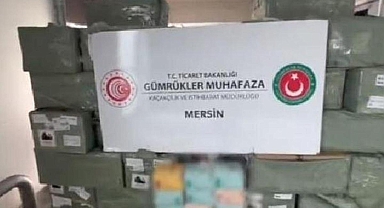 T.C. TİCARET BAKANLIĞI
GÜMRÜKLER MUHAFAZA
KAÇAKÇILIK VE İSTİHBARAT MÜDÜRLÜĞÜ
MERSİN